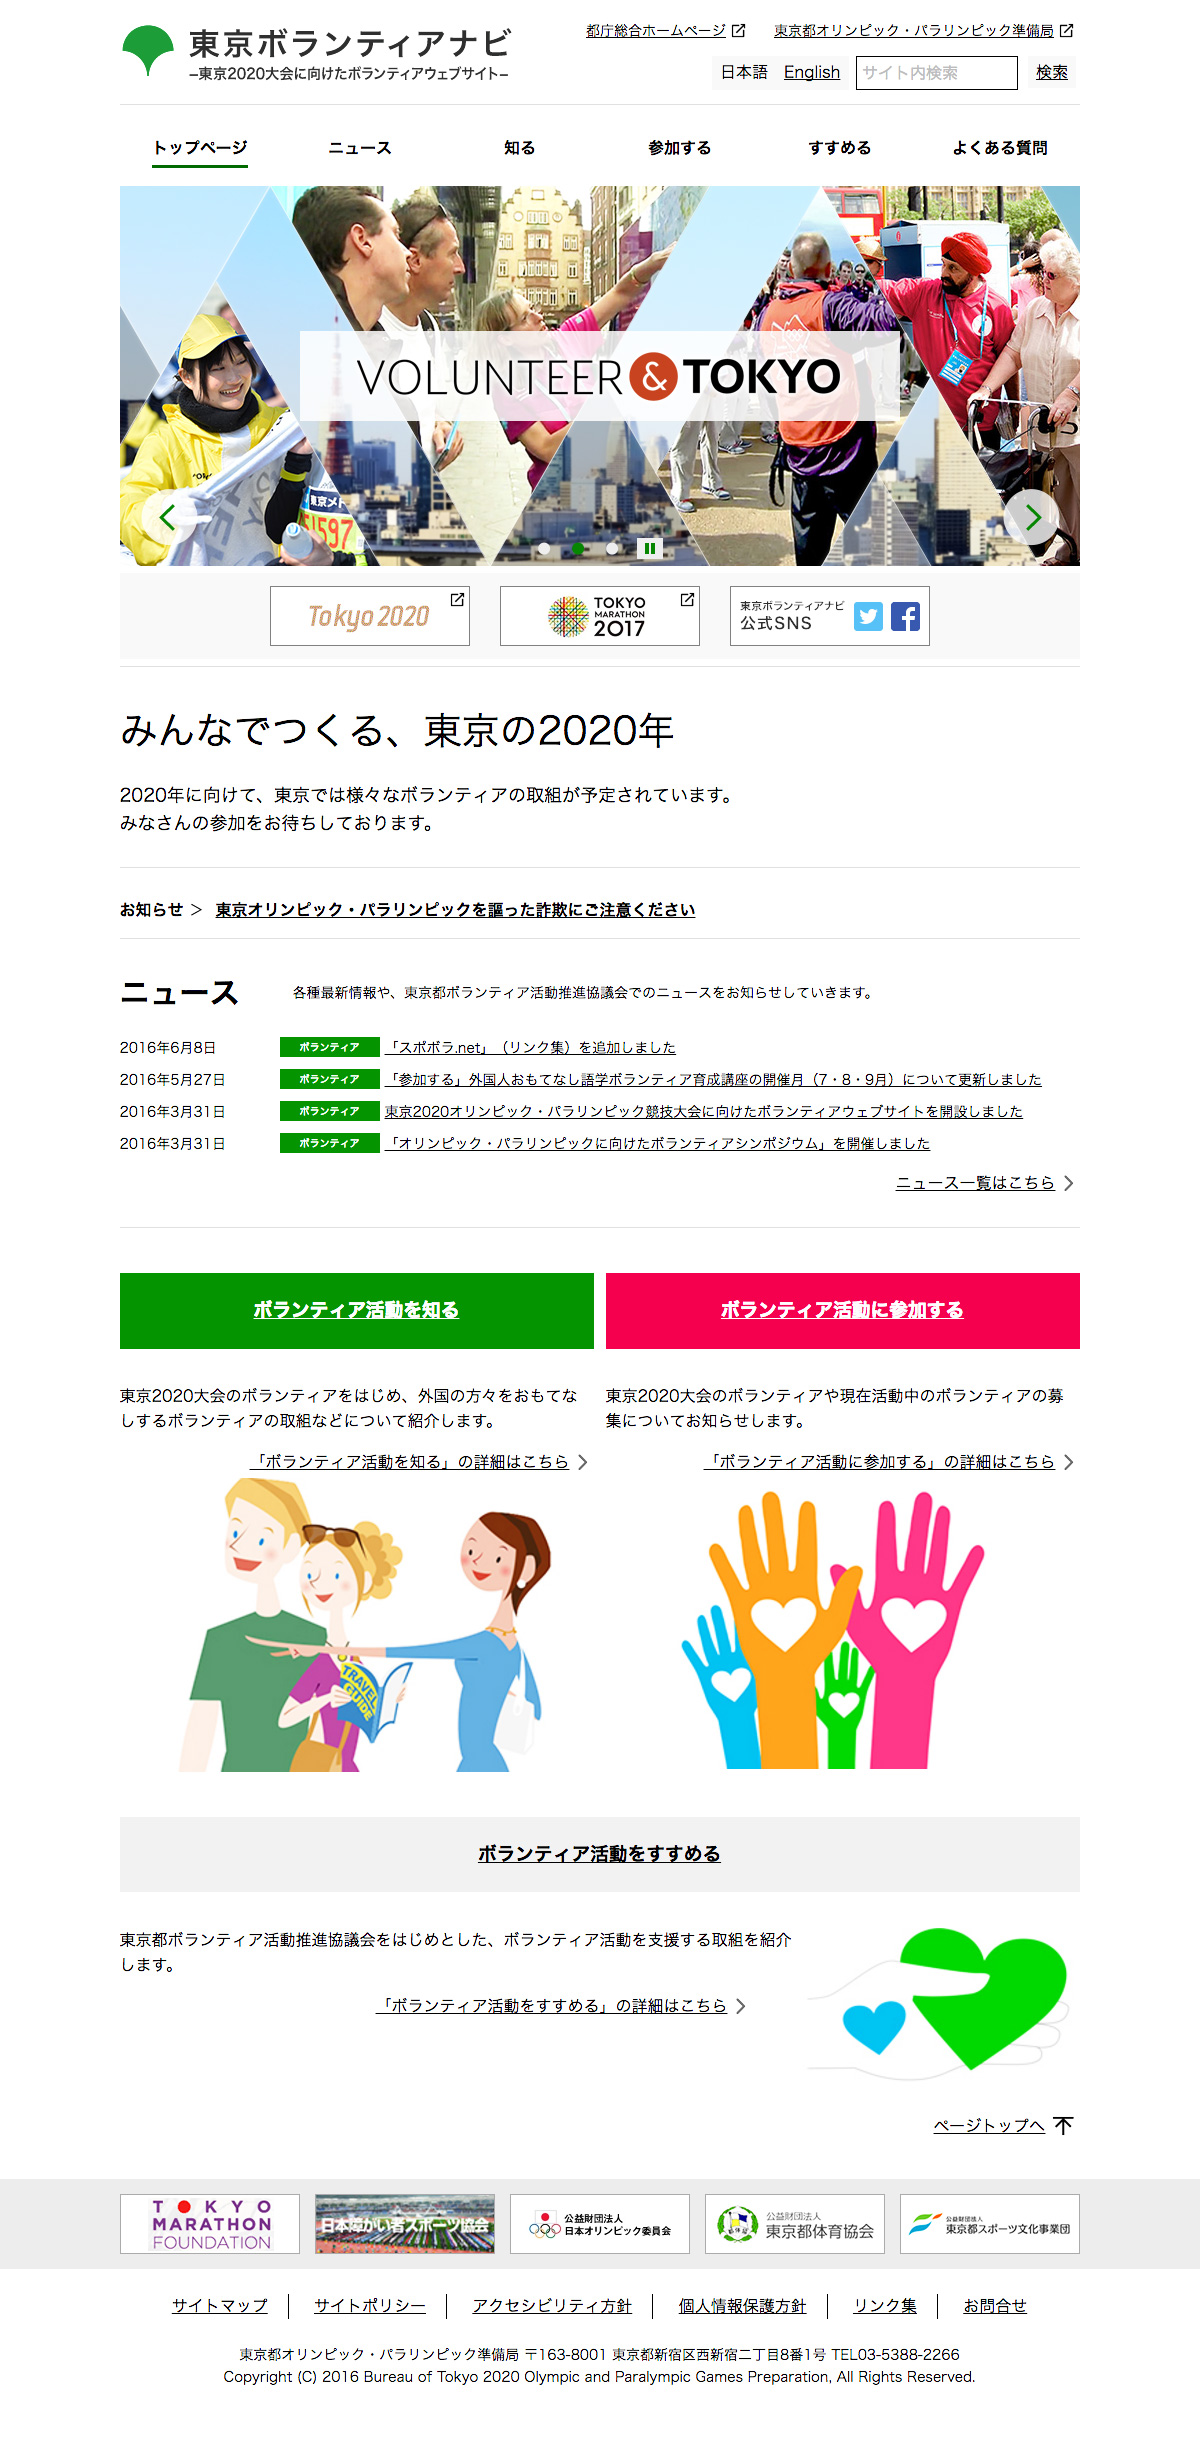 東京ボランティアナビ
–東京2020大会に向けたボランティアウェブサイト–
都庁総合ホームページ
東京都オリンピック・パラリンピック準備局
日本語
English
サイト内検索
検索
トップページ
ニュース
知る
参加する
すすめる
よくある質問
VOLUNTEER & TOKYO
東京メト
1597
Tokyo 2020
TOKYO
MARATHON
2017
東京ボランティアナビ
公式SNS
みんなでつくる、東京の2020年
2020年に向けて、東京では様々なボランティアの取組が予定されています。
みなさんの参加をお待ちしております。
お知らせ ＞ 東京オリンピック・パラリンピックを謳った詐欺にご注意ください
ニュース
各種最新情報や、東京都ボランティア活動推進協議会でのニュースをお知らせしていきます。
2016年6月8日 ボランティア 「スポボラ.net」（リンク集）を追加しました
2016年5月27日 ボランティア 「参加する」外国人おもてなし語学ボランティア育成講座の開催月（7・8・9月）について更新しました
2016年3月31日 ボランティア 東京2020オリンピック・パラリンピック競技大会に向けたボランティアウェブサイトを開設しました
2016年3月31日 ボランティア 「オリンピック・パラリンピックに向けたボランティアシンポジウム」を開催しました
ニュース一覧はこちら
ボランティア活動を知る
東京2020大会のボランティアをはじめ、外国の方々をおもてな
しするボランティアの取組などについて紹介します。
「ボランティア活動を知る」の詳細はこちら
TRAVEL
GUIDE
ボランティア活動に参加する
東京2020大会のボランティアや現在活動中のボランティアの募
集についてお知らせします。
「ボランティア活動に参加する」の詳細はこちら
ボランティア活動をすすめる
東京都ボランティア活動推進協議会をはじめとした、ボランティア活動を支援する取組を紹介
します。
「ボランティア活動をすすめる」の詳細はこちら
ページトップへ
TOKYO
MARATHON
FOUNDATION
日本障がい者スポーツ協会
公益財団法人
日本オリンピック委員会
公益財団法人
東京都体育協会
公益財団法人
東京都スポーツ文化事業団
サイトマップ
サイトポリシー
アクセシビリティ方針
個人情報保護方針
リンク集
お問合せ
東京都オリンピック・パラリンピック準備局 〒163-8001 東京都新宿区西新宿二丁目8番1号 TEL03-5388-2266
Copyright (C) 2016 Bureau of Tokyo 2020 Olympic and Paralympic Games Preparation, All Rights Reserved.